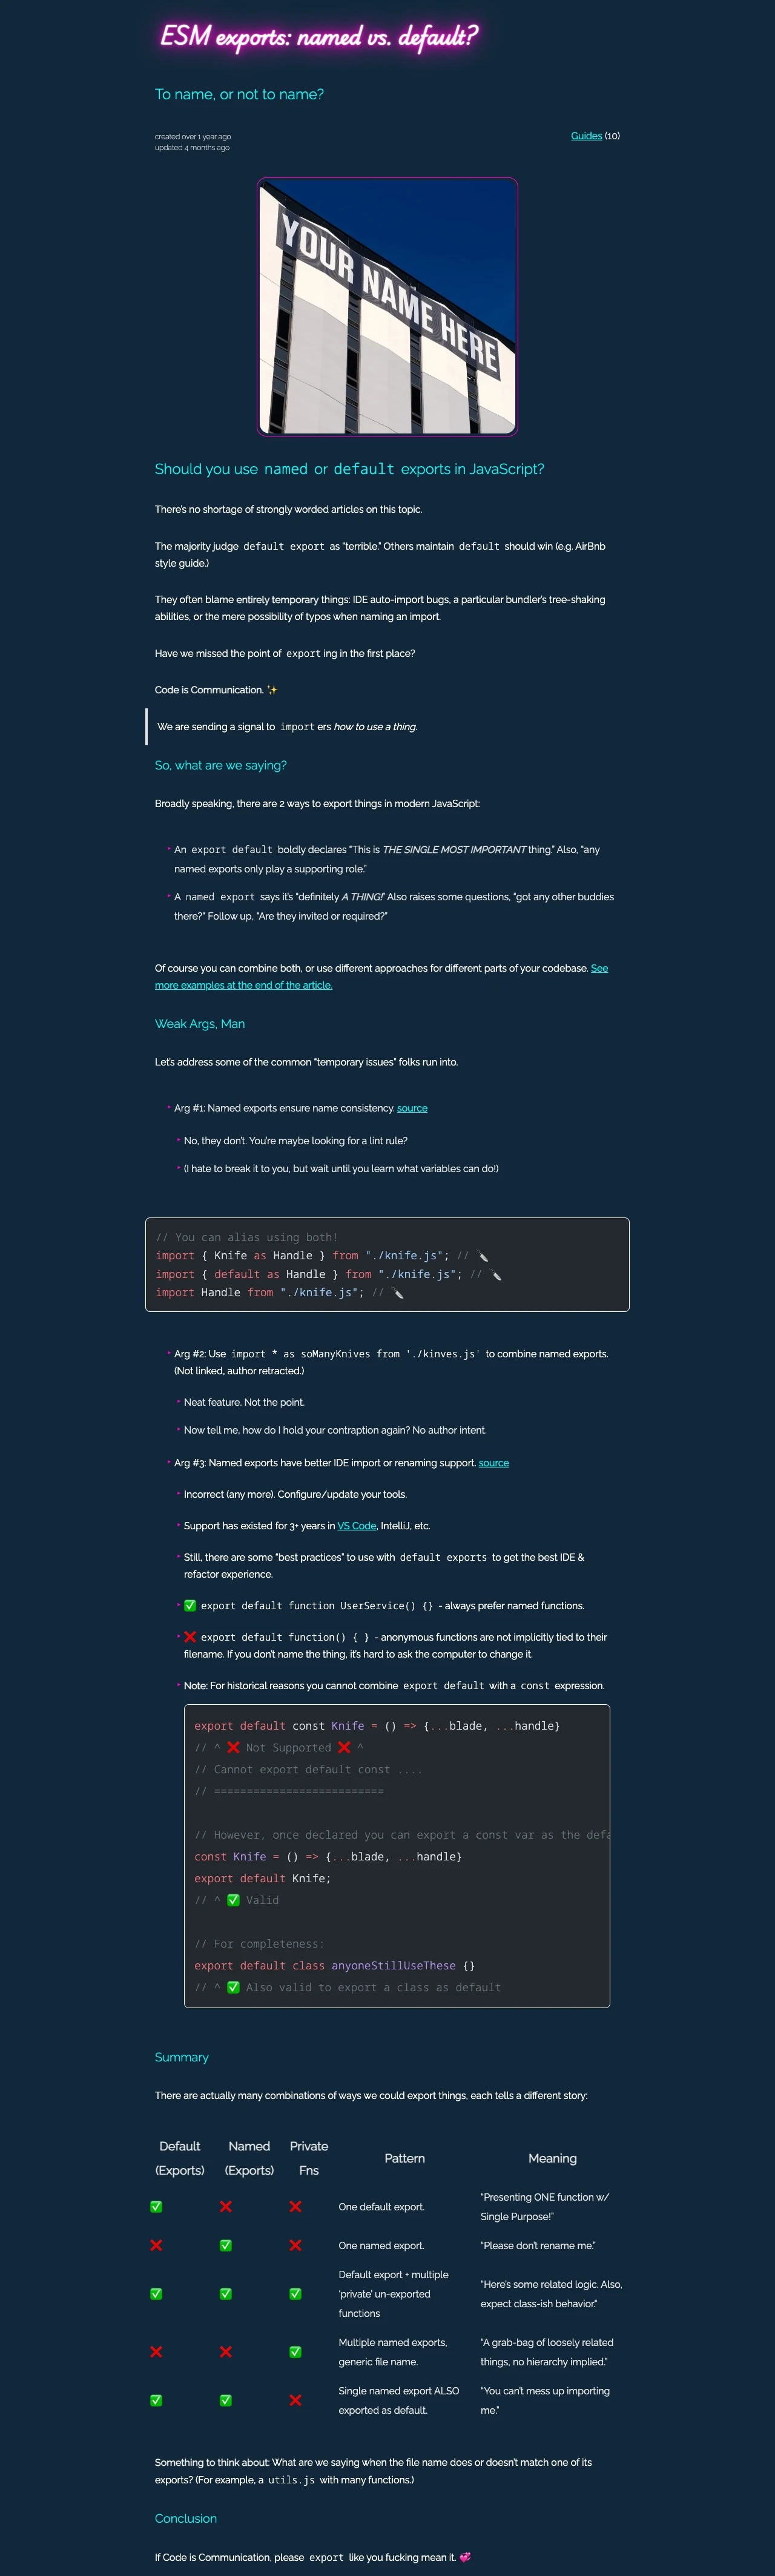 ESM exports: named vs. default?
To name, or not to name?
created over 1 year ago
updated 4 months ago
Guides (10)
YOUR NAME HERE
Should you use named or default exports in JavaScript?
There's no shortage of strongly worded articles on this topic.
The majority judge default export as “terrible.” Others maintain default should win (e.g. AirBnb
style guide.)
They often blame entirely temporary things: IDE auto-import bugs, a particular bundler's tree-shaking
abilities, or the mere possibility of typos when naming an import.
Have we missed the point of export ing in the first place?
Code is Communication. ✨
We are sending a signal to import ers how to use a thing.
So, what are we saying?
Broadly speaking, there are 2 ways to export things in modern JavaScript:
‣ An export default boldly declares “This is THE SINGLE MOST IMPORTANT thing.” Also, “any
named exports only play a supporting role.”
‣ A named export says it's “definitely A THING!” Also raises some questions, “got any other buddies
there?” Follow up, “Are they invited or required?”
Of course you can combine both, or use different approaches for different parts of your codebase. See
more examples at the end of the article.
Weak Args, Man
Let's address some of the common “temporary issues” folks run into.
‣ Arg #1: Named exports ensure name consistency. source
‣ No, they don't. You're maybe looking for a lint rule?
‣ (I hate to break it to you, but wait until you learn what variables can do!)
// You can alias using both!
import { Knife as Handle } from "./knife.js"; // 🔪
import { default as Handle } from "./knife.js"; // 🔪
import Handle from "./knife.js"; // 🔪
‣ Arg #2: Use import * as soManyKnives from './kinves.js' to combine named exports.
(Not linked, author retracted.)
‣ Neat feature. Not the point.
‣ Now tell me, how do I hold your contraption again? No author intent.
‣ Arg #3: Named exports have better IDE import or renaming support. source
‣ Incorrect (any more). Configure/update your tools.
‣ Support has existed for 3+ years in VS Code, IntelliJ, etc.
‣ Still, there are some “best practices” to use with default exports to get the best IDE &
refactor experience.
‣ ✅ export default function UserService() {} - always prefer named functions.
‣ ❌ export default function() { } - anonymous functions are not implicitly tied to their
filename. If you don't name the thing, it's hard to ask the computer to change it.
‣ Note: For historical reasons you cannot combine export default with a const expression.
export default const Knife = () => {...blade, ...handle}
// ^ ❌ Not Supported ❌ ^
// Cannot export default const ....
// ==========================
// However, once declared you can export a const var as the defa
const Knife = () => {...blade, ...handle}
export default Knife;
// ^ ✅ Valid
// For completeness:
export default class anyoneStillUseThese {}
// ^ ✅ Also valid to export a class as default
Summary
There are actually many combinations of ways we could export things, each tells a different story:
Default
(Exports)
Named
(Exports)
Private
Fns
Pattern
Meaning
✅ ❌ ❌ One default export.
“Presenting ONE function w/
Single Purpose!”
❌ ✅ ❌ One named export. “Please don't rename me.”
✅ ✅ ✅
Default export + multiple
‘private’ un-exported
functions
“Here's some related logic. Also,
expect class-ish behavior.”
❌ ❌ ✅
Multiple named exports,
generic file name.
“A grab-bag of loosely related
things, no hierarchy implied.”
✅ ✅ ❌
Single named export ALSO
exported as default.
“You can't mess up importing
me.”
Something to think about: What are we saying when the file name does or doesn't match one of its
exports? (For example, a utils.js with many functions.)
Conclusion
If Code is Communication, please export like you fucking mean it. 💞